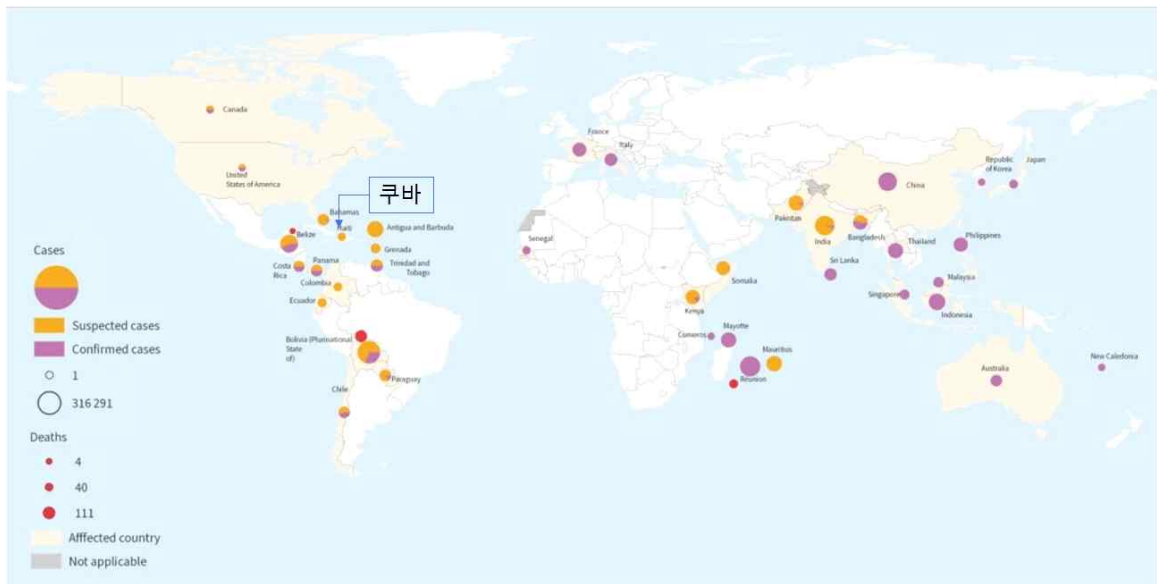 Canada
United
States of America
쿠바
Bahamas
Haiti
Belize
Antigua and Barbuda
Grenada
Costa
Rica
Panama
Trinidad and
Tobago
Colombia
Ecuador
Bolivia (Plurinational
State
of)
Paraguay
Chile
France
Italy
Senegal
Somalia
Kenya
Comoros
Mayotte
Mauritius
Réunion
Pakistan
India
Bangladesh
Sri Lanka
China
Republic
of Korea
Japan
Thailand
Philippines
Malaysia
Singapore
Indonesia
Australia
New Caledonia
Cases
Suspected cases
Confirmed cases
1
316 291
Deaths
4
40
111
Afffected country
Not applicable